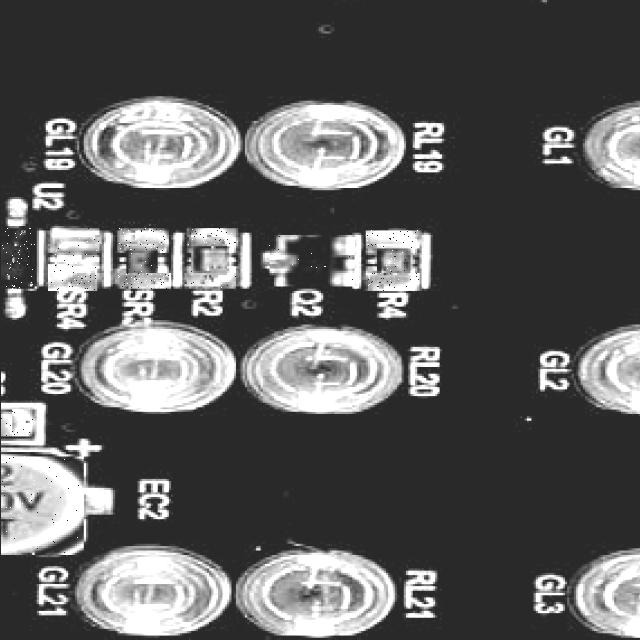 GL19
RL19
GL1
U2
SR4
SR3
R2
Q2
R4
GL20
RL20
GL2
+
0V
T
EC2
GL21
RL21
GL3